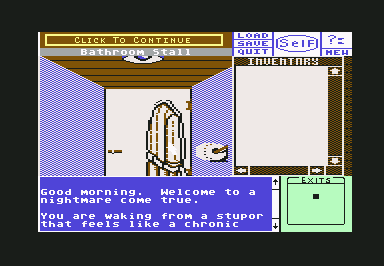 Click To Continue
Bathroom Stall
LOAD
SAVE
QUIT
Self
?=
NEW
INVENTARY
Good Morning. Welcome to a
nightmare come true.
You are waking from a stupor
that feels like a chronic
EXITS